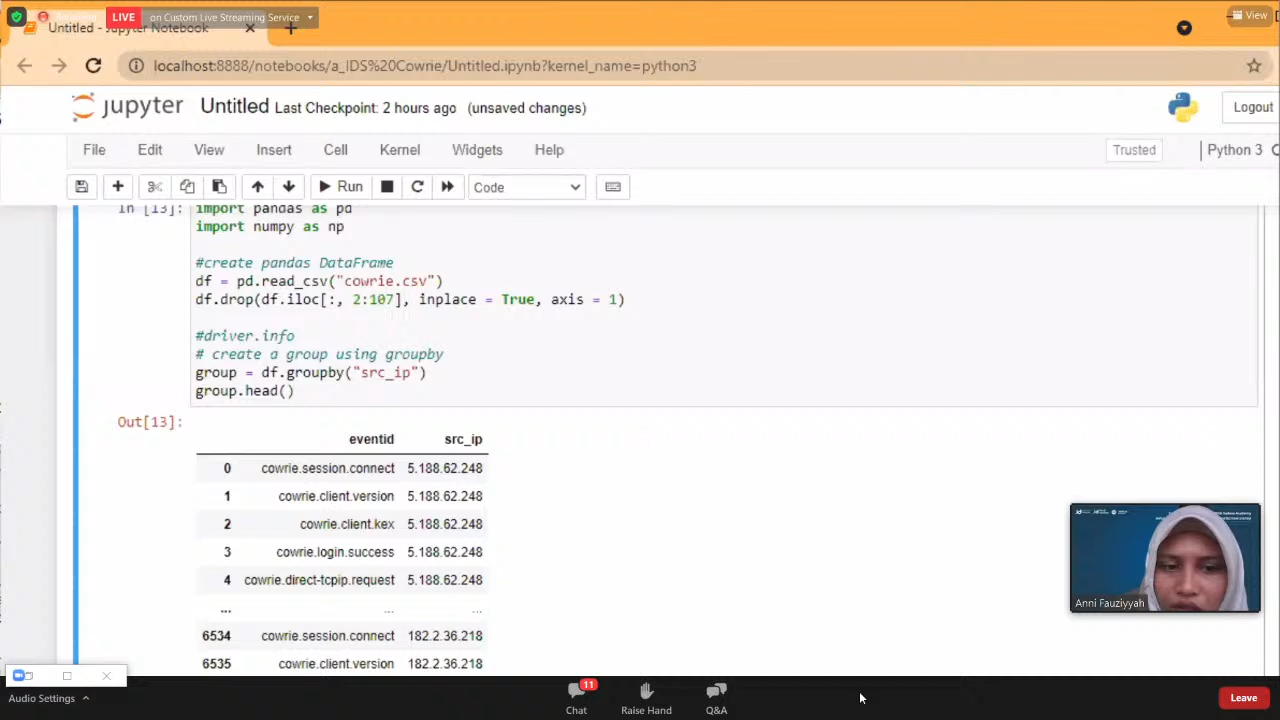 LIVE on Custom Live Streaming Service
View
Untitled - Jupyter Notebook
localhost:8888/notebooks/a_IDS%20Cowrie/Untitled.ipynb?kernel_name=python3
jupyter Untitled Last Checkpoint: 2 hours ago (unsaved changes)
Logout
File Edit View Insert Cell Kernel Widgets Help
Trusted
Python 3
Run
Code
In [13]: import pandas as pd
import numpy as np
#create pandas DataFrame
df = pd.read_csv("cowrie.csv")
df.drop(df.iloc[:, 2:107], inplace = True, axis = 1)
#driver.info
# create a group using groupby
group = df.groupby("src_ip")
group.head()
Out[13]:
eventid src_ip
0 cowrie.session.connect 5.188.62.248
1 cowrie.client.version 5.188.62.248
2 cowrie.client.kex 5.188.62.248
3 cowrie.login.success 5.188.62.248
4 cowrie.direct-tcpip.request 5.188.62.248
... ... ...
6534 cowrie.session.connect 182.2.36.218
6535 cowrie.client.version 182.2.36.218
Anni Fauziyyah
Audio Settings
11
Chat
Raise Hand
Q&A
Leave